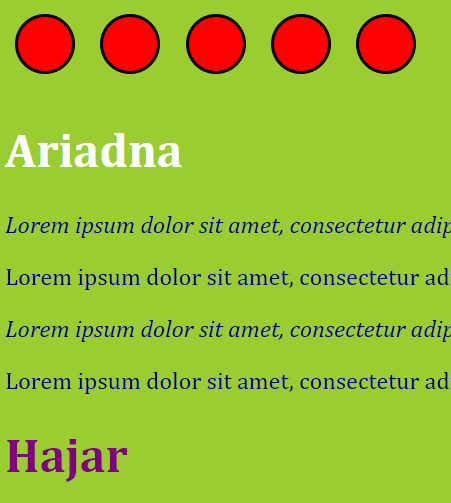 Ariadna
Lorem ipsum dolor sit amet, consectetur adip
Lorem ipsum dolor sit amet, consectetur ad
Lorem ipsum dolor sit amet, consectetur adip
Lorem ipsum dolor sit amet, consectetur ad
Hajar